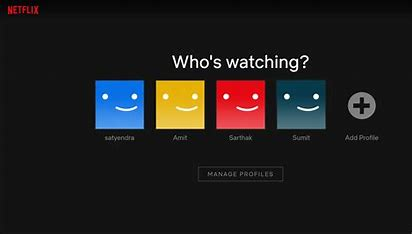 NETFLIX
Who's watching?
satyendra Amit Sarthak Sumit Add Profile
MANAGE PROFILES